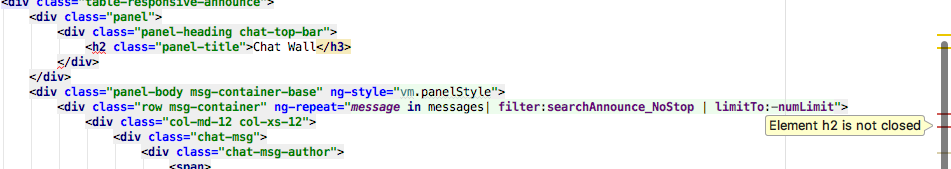 <div class="table-responsive-announce">
<div class="panel">
<div class="panel-heading chat-top-bar">
<h2 class="panel-title">Chat Wall</h3>
</div>
</div>
<div class="panel-body msg-container-base" ng-style="vm.panelStyle">
<div class="row msg-container" ng-repeat="message in messages| filter:searchAnnounce_NoStop | limitTo:-numLimit">
<div class="col-md-12 col-xs-12">
Element h2 is not closed
<div class="chat-msg">
<div class="chat-msg-author">
<span>